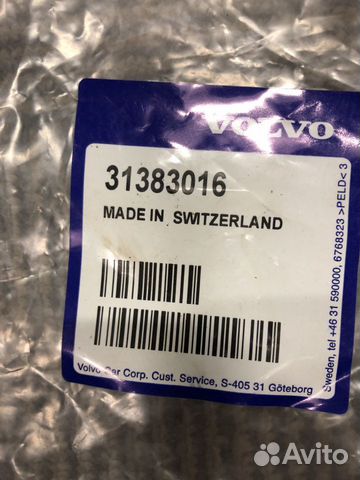 VOLVO
31383016
MADE IN SWITZERLAND
Volvo Car Corp. Cust. Service, S-405 31 Göteborg
Sweden, tel +46 31 590000, 6768323 >PELD< 3
Avito